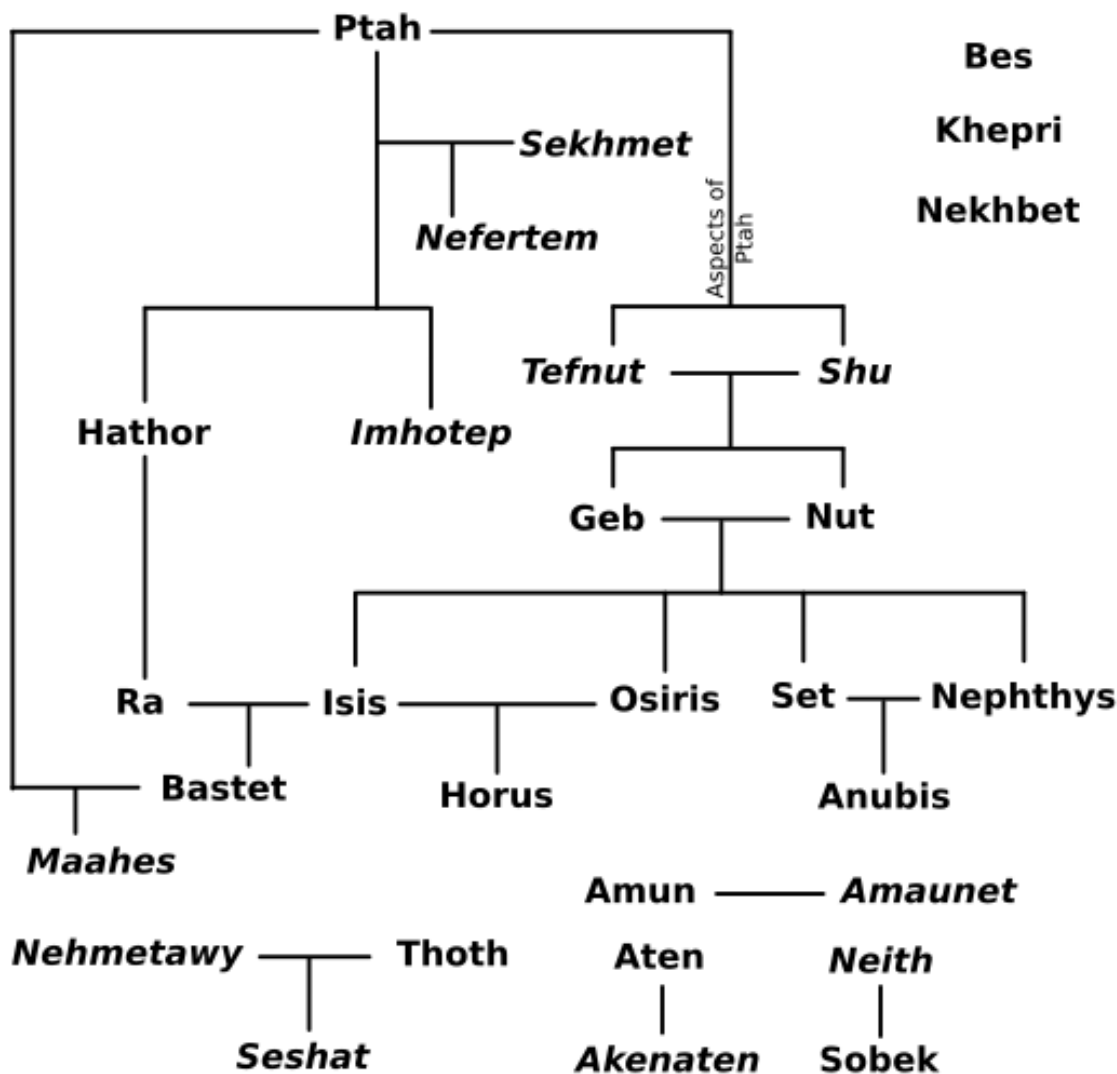 Ptah
Bes
Khepri
Sekhmet
Nekhbet
Nefertem
Aspects of
Ptah
Tefnut
Shu
Hathor
Imhotep
Geb
Nut
Ra
Isis
Osiris
Set
Nephthys
Bastet
Horus
Anubis
Maahes
Amun
Amaunet
Nehmetawy
Thoth
Aten
Neith
Seshat
Akenaten
Sobek